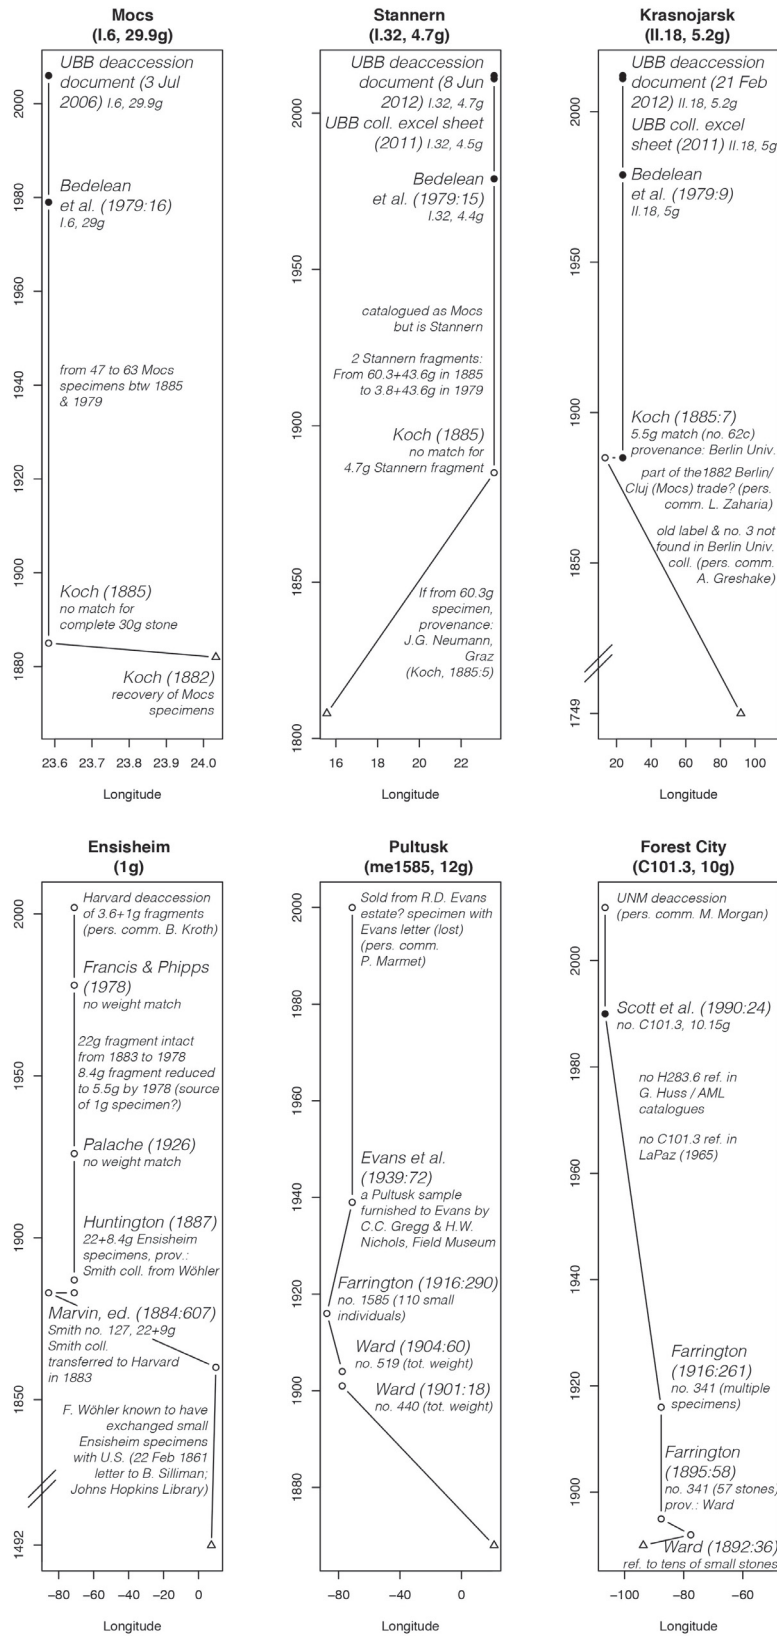 Mocs
(I.6, 29.9g)
UBB deaccession
document (3 Jul
2006) I.6, 29.9g
Bedelean
et al. (1979:16)
I.6, 29g
from 47 to 63 Mocs
specimens btw 1885
& 1979
Koch (1885)
no match for
complete 30g stone
Koch (1882)
recovery of Mocs
specimens
2000
1980
1960
1940
1920
1900
1880
23.6 23.7 23.8 23.9 24.0
Longitude
Stannern
(I.32, 4.7g)
UBB deaccession
document (8 Jun
2012) I.32, 4.7g
UBB coll. excel sheet
(2011) I.32, 4.5g
Bedelean
et al. (1979:15)
I.32, 4.4g
catalogued as Mocs
but is Stannern
2 Stannern fragments:
From 60.3+43.6g in 1885
to 3.8+43.6g in 1979
Koch (1885)
no match for
4.7g Stannern fragment
If from 60.3g
specimen,
provenance:
J.G. Neumann,
Graz
(Koch, 1885:5)
2000
1950
1900
1850
1800
16 18 20 22
Longitude
Krasnojarsk
(II.18, 5.2g)
UBB deaccession
document (21 Feb
2012) II.18, 5.2g
UBB coll. excel
sheet (2011) II.18, 5g
Bedelean
et al. (1979:9)
II.18, 5g
Koch (1885:7)
5.5g match (no. 62c)
provenance: Berlin Univ.
part of the1882 Berlin/
Cluj (Mocs) trade? (pers.
comm. L. Zaharia)
old label & no. 3 not
found in Berlin Univ.
coll. (pers. comm.
A. Greshake)
2000
1950
1900
1850
1749
20 40 60 80 100
Longitude
Ensisheim
(1g)
Harvard deaccession
of 3.6+1g fragments
(pers. comm. B. Kroth)
Francis & Phipps
(1978)
no weight match
22g fragment intact
from 1883 to 1978
8.4g fragment reduced
to 5.5g by 1978 (source
of 1g specimen?)
Palache (1926)
no weight match
Huntington (1887)
22+8.4g Ensisheim
specimens, prov.:
Smith coll. from Wöhler
Marvin, ed. (1884:607)
Smith no. 127, 22+9g
Smith coll.
transferred to Harvard
in 1883
F. Wöhler known to have
exchanged small
Ensisheim specimens
with U.S. (22 Feb 1861
letter to B. Silliman;
Johns Hopkins Library)
2000
1950
1900
1850
1492
−80 −60 −40 −20 0
Longitude
Pultusk
(me1585, 12g)
Sold from R.D. Evans
estate? specimen with
Evans letter (lost)
(pers. comm.
P. Marmet)
Evans et al.
(1939:72)
a Pultusk sample
furnished to Evans by
C.C. Gregg & H.W.
Nichols, Field Museum
Farrington (1916:290)
no. 1585 (110 small
individuals)
Ward (1904:60)
no. 519 (tot. weight)
Ward (1901:18)
no. 440 (tot. weight)
2000
1980
1960
1940
1920
1900
1880
−80 −40 0
Longitude
Forest City
(C101.3, 10g)
UNM deaccession
(pers. comm. M. Morgan)
Scott et al. (1990:24)
no. C101.3, 10.15g
no H283.6 ref. in
G. Huss / AML
catalogues
no C101.3 ref. in
LaPaz (1965)
Farrington
(1916:261)
no. 341 (multiple
specimens)
Farrington
(1895:58)
no. 341 (57 stones)
prov.: Ward
Ward (1892:36)
ref. to tens of small stones
2000
1980
1960
1940
1920
1900
−100 −80
Longitude